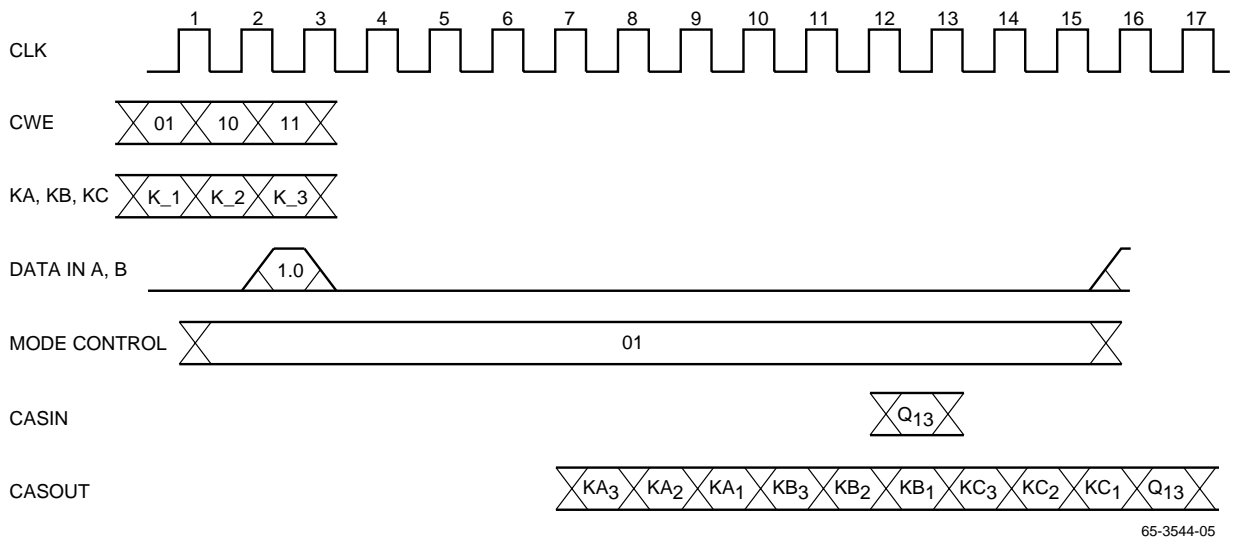 1 2 3 4 5 6 7 8 9 10 11 12 13 14 15 16 17
CLK
CWE 01 10 11
KA, KB, KC K_1 K_2 K_3
DATA IN A, B 1.0
MODE CONTROL 01
CASIN Q13
CASOUT KA3 KA2 KA1 KB3 KB2 KB1 KC3 KC2 KC1 Q13
65-3544-05